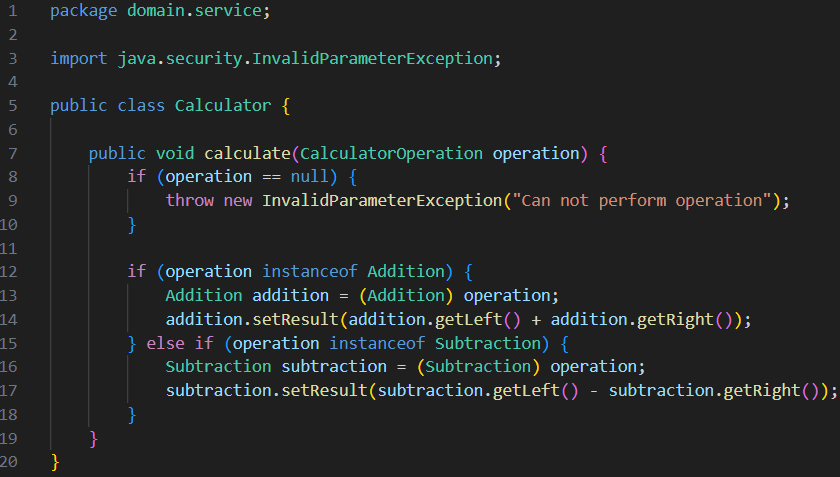 1 package domain.service;
2
3 import java.security.InvalidParameterException;
4
5 public class Calculator {
6
7     public void calculate(CalculatorOperation operation) {
8         if (operation == null) {
9             throw new InvalidParameterException("Can not perform operation");
10         }
11
12         if (operation instanceof Addition) {
13             Addition addition = (Addition) operation;
14             addition.setResult(addition.getLeft() + addition.getRight());
15         } else if (operation instanceof Subtraction) {
16             Subtraction subtraction = (Subtraction) operation;
17             subtraction.setResult(subtraction.getLeft() - subtraction.getRight());
18         }
19     }
20 }